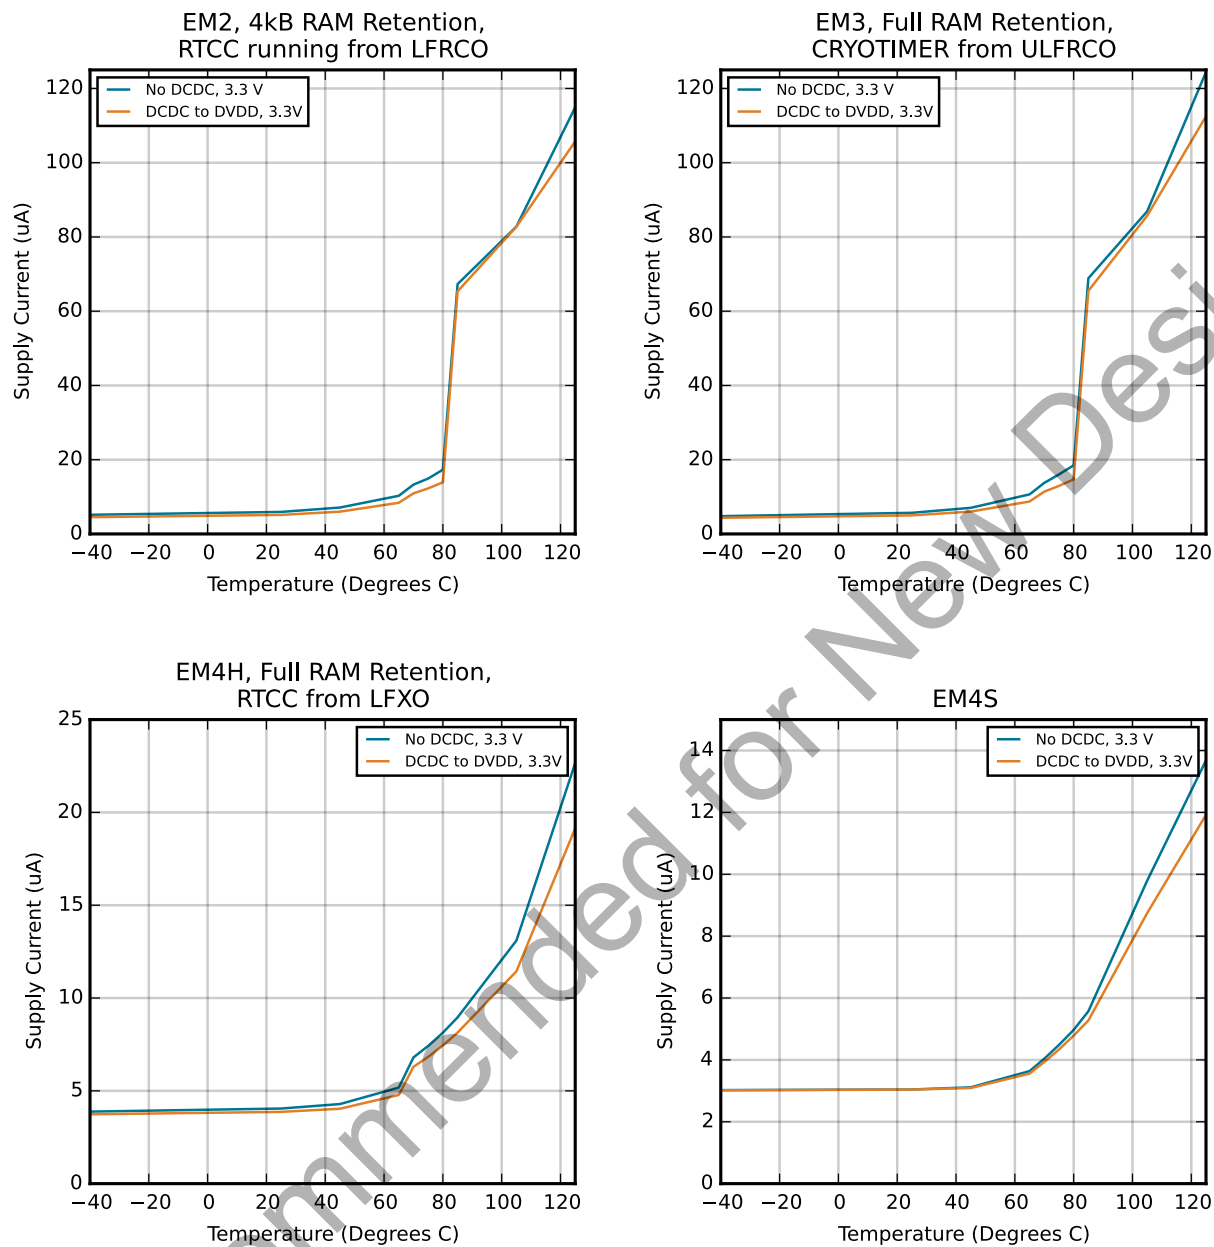 EM2, 4kB RAM Retention,
RTCC running from LFRCO
120
100
80
60
40
20
0
Supply Current (uA)
No DCDC, 3.3 V
DCDC to DVDD, 3.3V
−40 −20 0 20 40 60 80 100 120
Temperature (Degrees C)
EM3, Full RAM Retention,
CRYOTIMER from ULFRCO
120
100
80
60
40
20
0
Supply Current (uA)
No DCDC, 3.3 V
DCDC to DVDD, 3.3V
−40 −20 0 20 40 60 80 100 120
Temperature (Degrees C)
EM4H, Full RAM Retention,
RTCC from LFXO
25
20
15
10
5
0
Supply Current (uA)
No DCDC, 3.3 V
DCDC to DVDD, 3.3V
−40 −20 0 20 40 60 80 100 120
Temperature (Degrees C)
EM4S
14
12
10
8
6
4
2
0
Supply Current (uA)
No DCDC, 3.3 V
DCDC to DVDD, 3.3V
−40 −20 0 20 40 60 80 100 120
Temperature (Degrees C)
ommended for New Desi